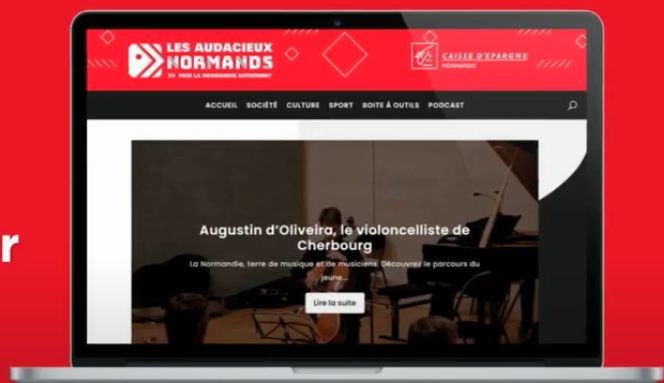 LES AUDACIEUX
NORMANDS
>> VOIR LA NORMANDIE AUTREMENT
CAISSE D'EPARGNE
NORMANDIE
ACCUEIL SOCIÉTÉ CULTURE SPORT BOITE À OUTILS PODCAST
r
Augustin d'Oliveira, le violoncelliste de
Cherbourg
La Normandie, terre de musique et de musiciens. Découvrez le parcours du
jeune...
Lire la suite